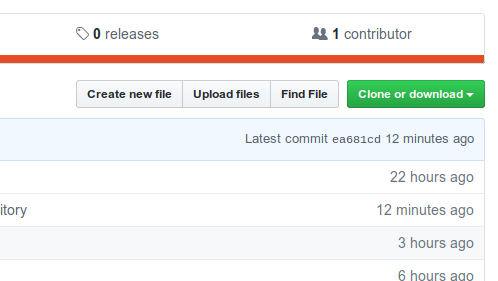 0 releases 1 contributor
Create new file Upload files Find File Clone or download
Latest commit ea681cd 12 minutes ago
22 hours ago
itory 12 minutes ago
3 hours ago
6 hours ago